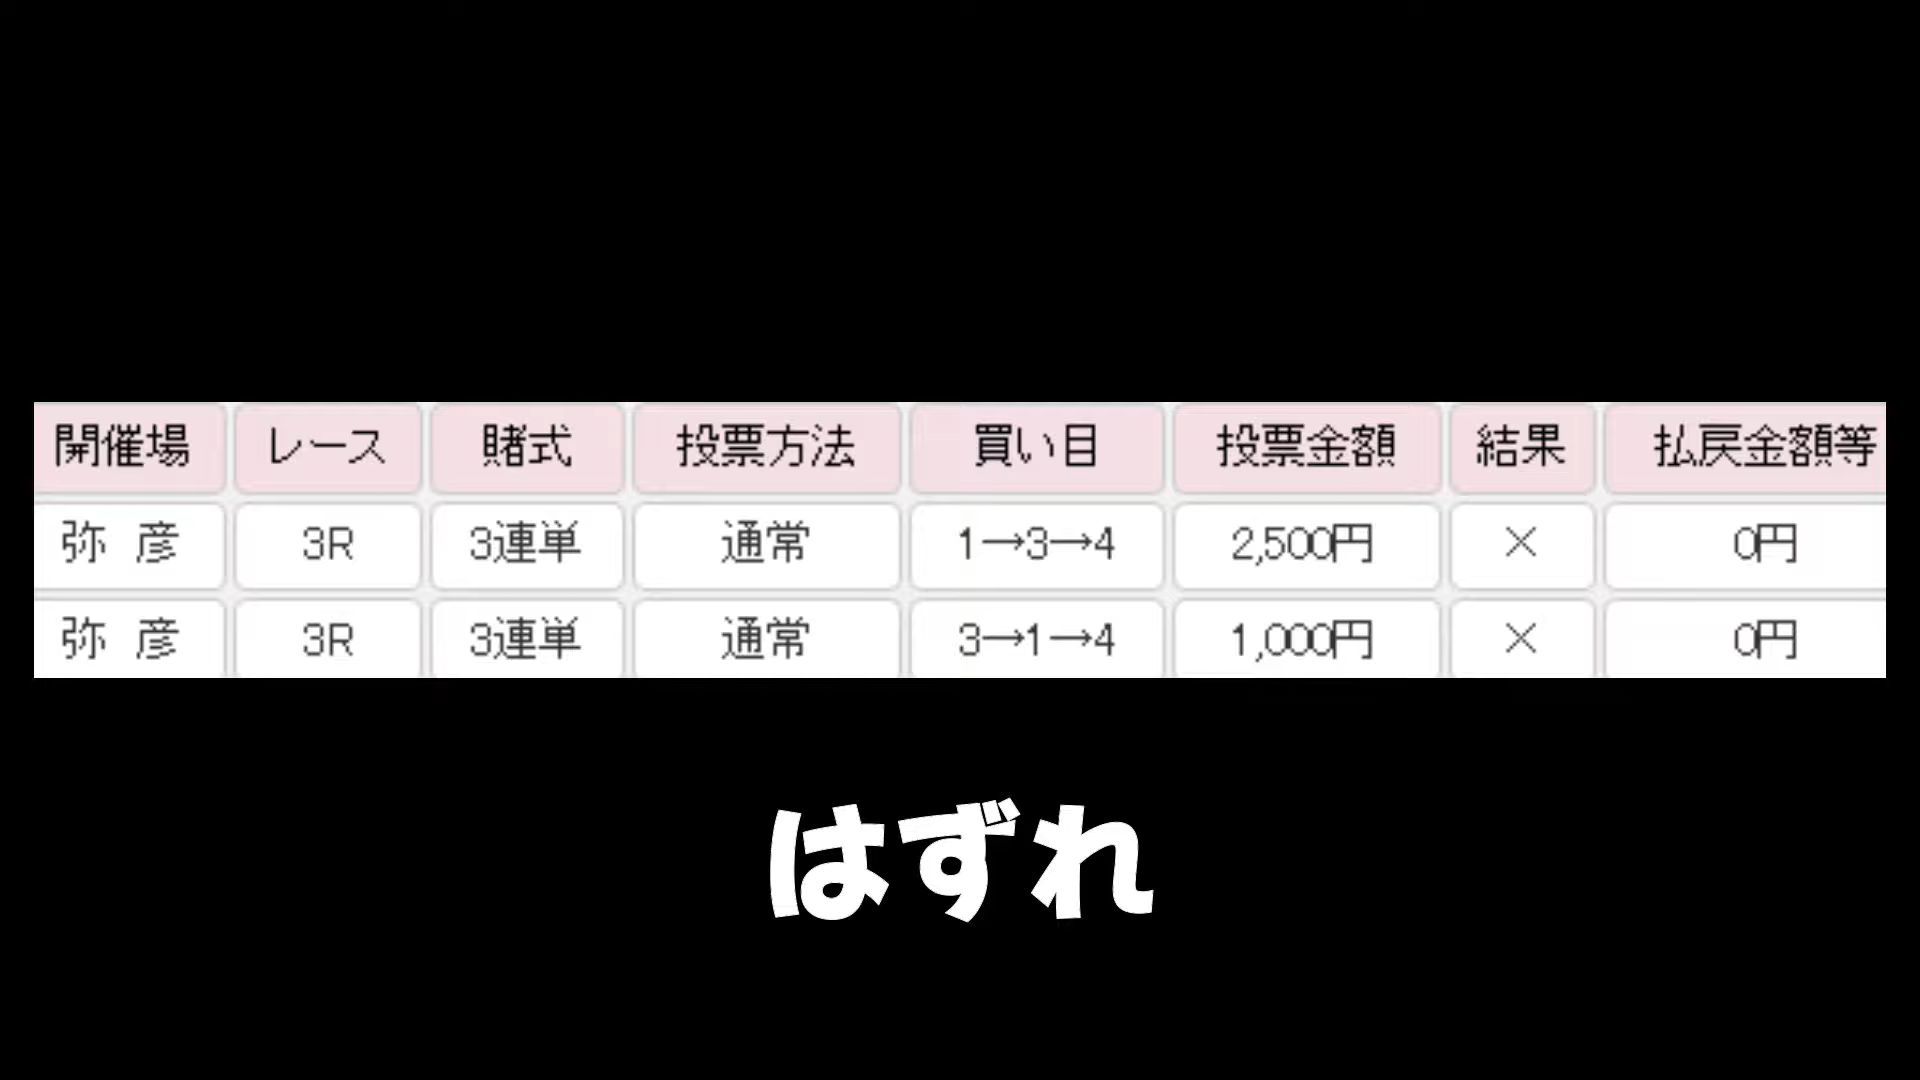 開催場 レース 賭式 投票方法 買い目 投票金額 結果 払戻金額等
弥 彦 3R 3連単 通常 1→3→4 2,500円 × 0円
弥 彦 3R 3連単 通常 3→1→4 1,000円 × 0円
はずれ